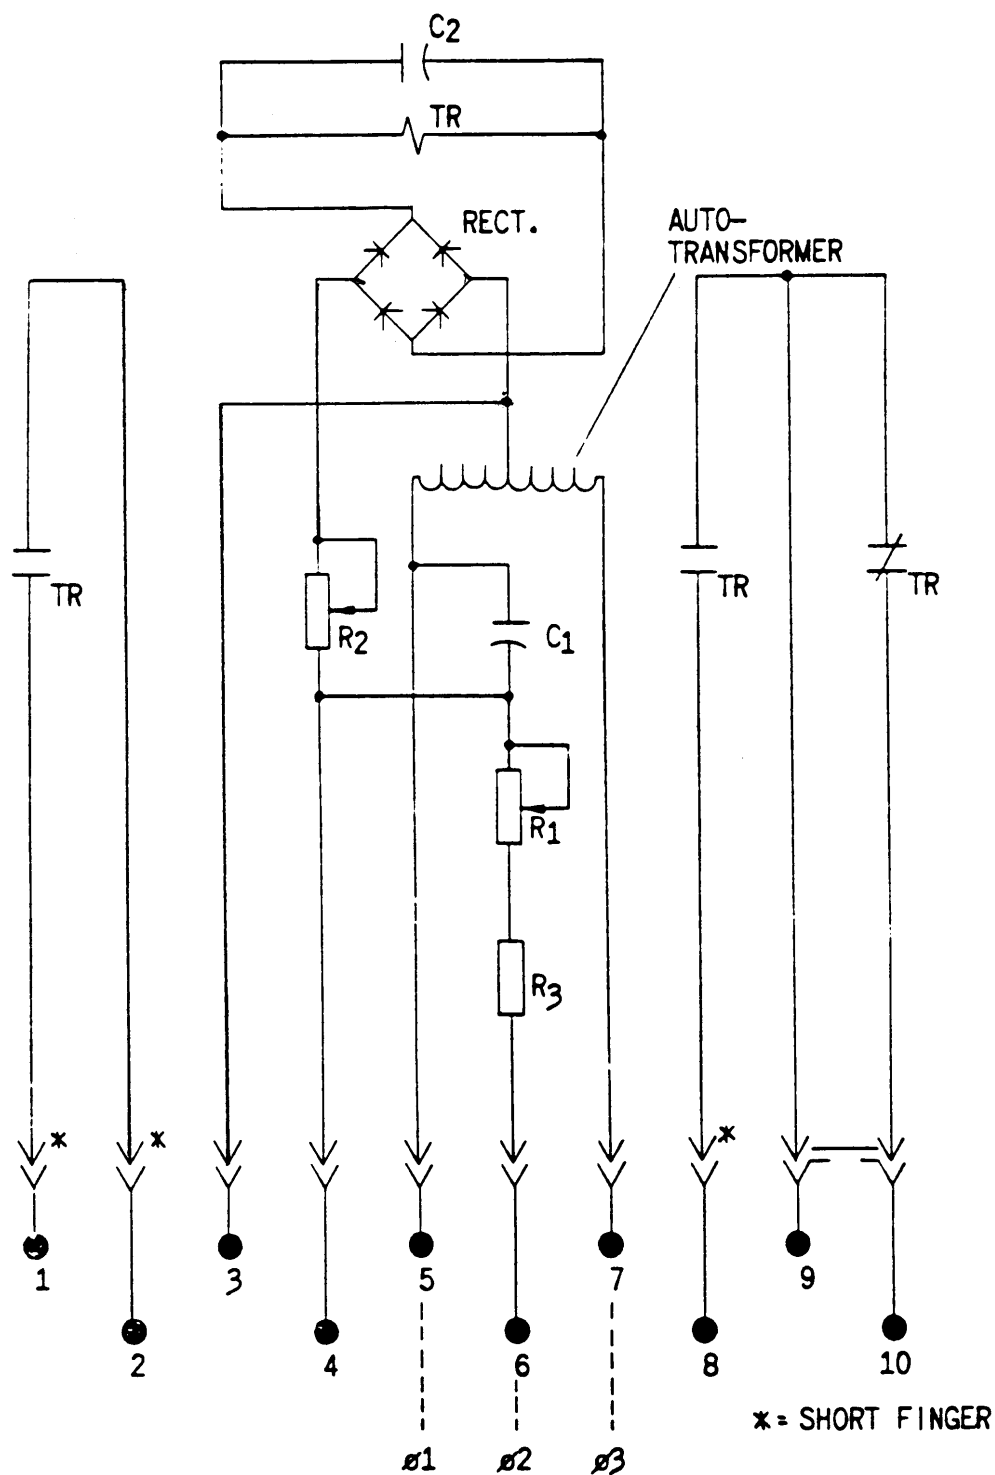 C2
TR
RECT.
AUTO-
TRANSFORMER
TR
R2
C1
TR
TR
R1
R3
*
*
*
1
2
3
4
5
6
7
8
9
10
* = SHORT FINGER
ø1
ø2
ø3